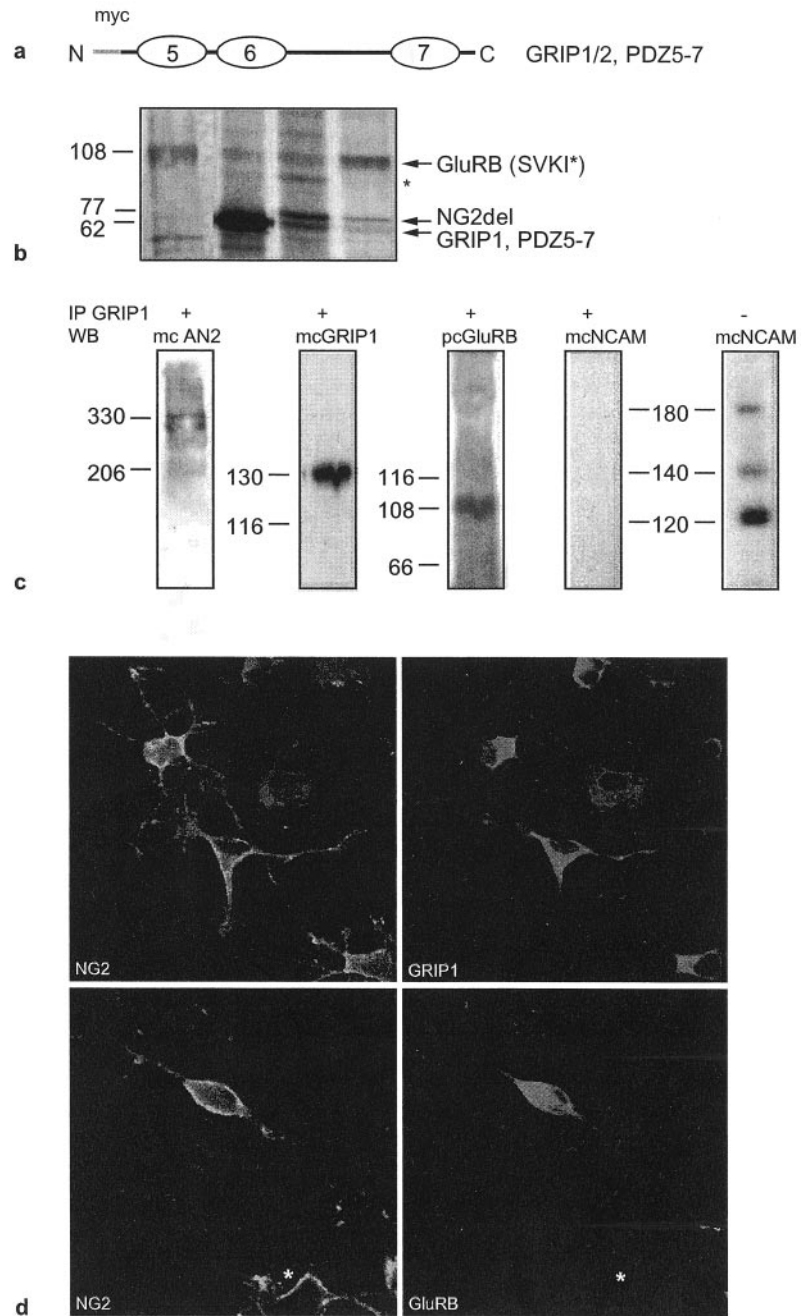 myc
a N 5 6 7 C GRIP1/2, PDZ5-7
108 GluRB (SVKI*)
*
77 NG2del
62 GRIP1, PDZ5-7
b
IP GRIP1 + + + + -
WB mc AN2 mcGRIP1 pcGluRB mcNCAM mcNCAM
330 206
130 116
116 108 66
180 140 120
c
NG2 GRIP1
* *
NG2 GluRB
d